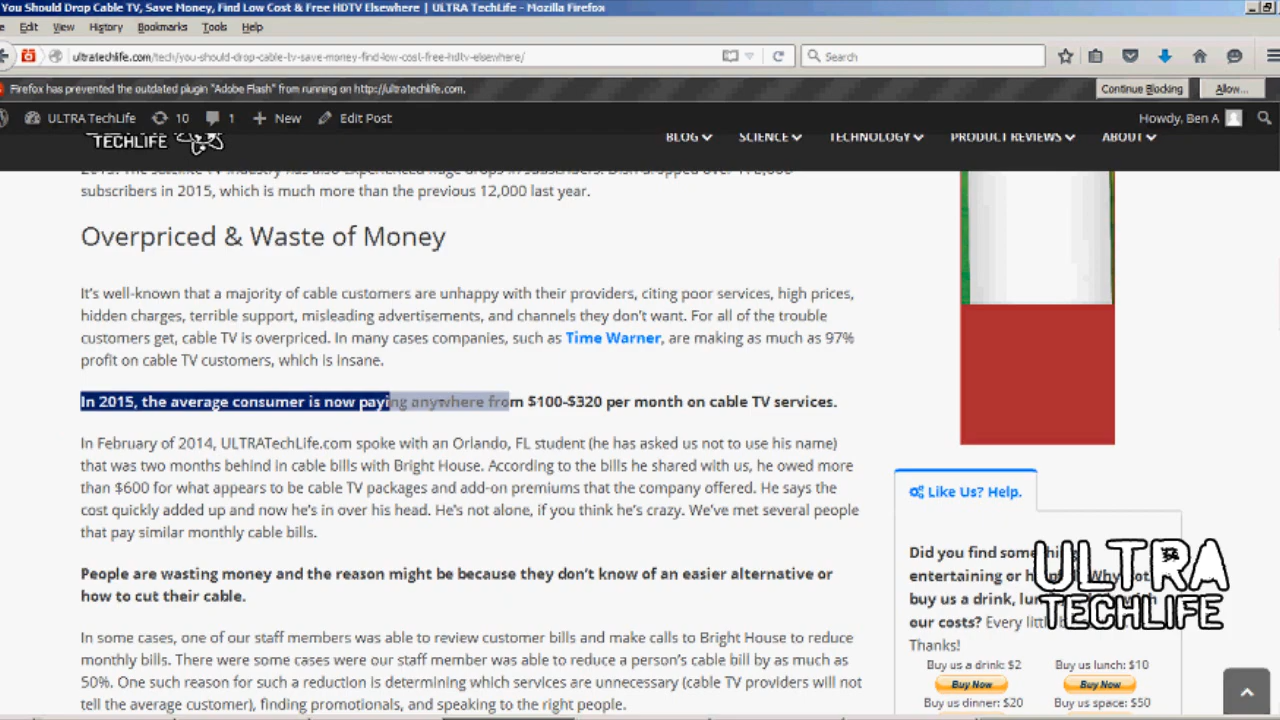 You Should Drop Cable TV, Save Money, Find Low Cost & Free HDTV Elsewhere | ULTRA TechLife - Mozilla Firefox
Edit View History Bookmarks Tools Help
ultratechlife.com/tech/you-should-drop-cable-tv-save-money-find-low-cost-free-hdtv-elsewhere/
Search
Firefox has prevented the outdated plugin "Adobe Flash" from running on http://ultratechlife.com.
Continue Blocking
Allow...
ULTRA TechLife 10 1 + New Edit Post
Howdy, Ben A
TECHLIFE
BLOG SCIENCE TECHNOLOGY PRODUCT REVIEWS ABOUT
subscribers in 2015, which is much more than the previous 12,000 last year.
Overpriced & Waste of Money
It's well-known that a majority of cable customers are unhappy with their providers, citing poor services, high prices,
hidden charges, terrible support, misleading advertisements, and channels they don't want. For all of the trouble
customers get, cable TV is overpriced. In many cases companies, such as Time Warner, are making as much as 97%
profit on cable TV customers, which is insane.
In 2015, the average consumer is now paying anywhere from $100-$320 per month on cable TV services.
In February of 2014, ULTRATechLife.com spoke with an Orlando, FL student (he has asked us not to use his name)
that was two months behind in cable bills with Bright House. According to the bills he shared with us, he owed more
than $600 for what appears to be cable TV packages and add-on premiums that the company offered. He says the
cost quickly added up and now he's in over his head. He's not alone, if you think he's crazy. We've met several people
that pay similar monthly cable bills.
People are wasting money and the reason might be because they don't know of an easier alternative or
how to cut their cable.
In some cases, one of our staff members was able to review customer bills and make calls to Bright House to reduce
monthly bills. There were some cases were our staff member was able to reduce a person's cable bill by as much as
50%. One such reason for such a reduction is determining which services are unnecessary (cable TV providers will not
tell the average customer), finding promotionals, and speaking to the right people.
Like Us? Help.
Did you find
entertaining or
buy us a drink,
our costs? Every
Thanks!
Buy us a drink: $2 Buy us lunch: $10
Buy Now Buy Now
Buy us dinner: $20 Buy us space: $50
ULTRA
TECHLIFE